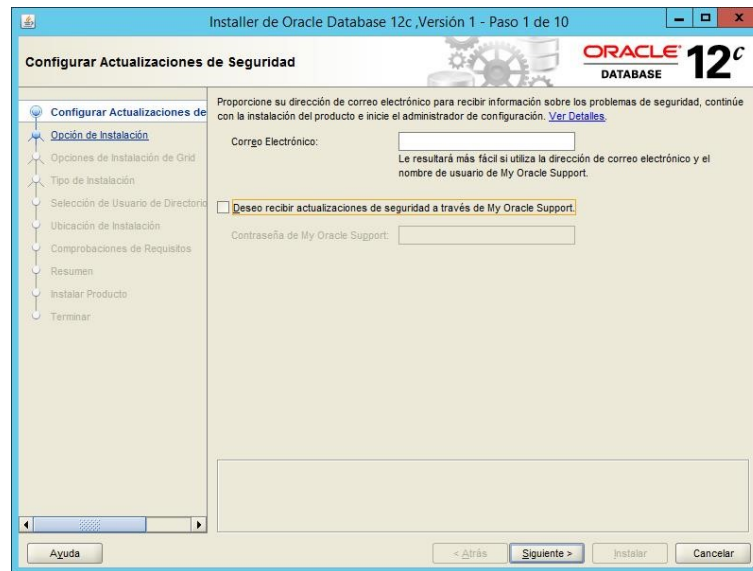 Installer de Oracle Database 12c ,Versión 1 - Paso 1 de 10
Configurar Actualizaciones de Seguridad
ORACLE
DATABASE
12c
Configurar Actualizaciones de
Opción de Instalación
Opciones de Instalación de Grid
Tipo de Instalación
Selección de Usuario de Directorio
Ubicación de Instalación
Comprobaciones de Requisitos
Resumen
Instalar Producto
Terminar
Proporcione su dirección de correo electrónico para recibir información sobre los problemas de seguridad, continúe
con la instalación del producto e inicie el administrador de configuración. Ver Detalles.
Correo Electrónico:
Le resultará más fácil si utiliza la dirección de correo electrónico y el
nombre de usuario de My Oracle Support.
Deseo recibir actualizaciones de seguridad a través de My Oracle Support.
Contraseña de My Oracle Support:
Ayuda
< Atrás
Siguiente >
Instalar
Cancelar